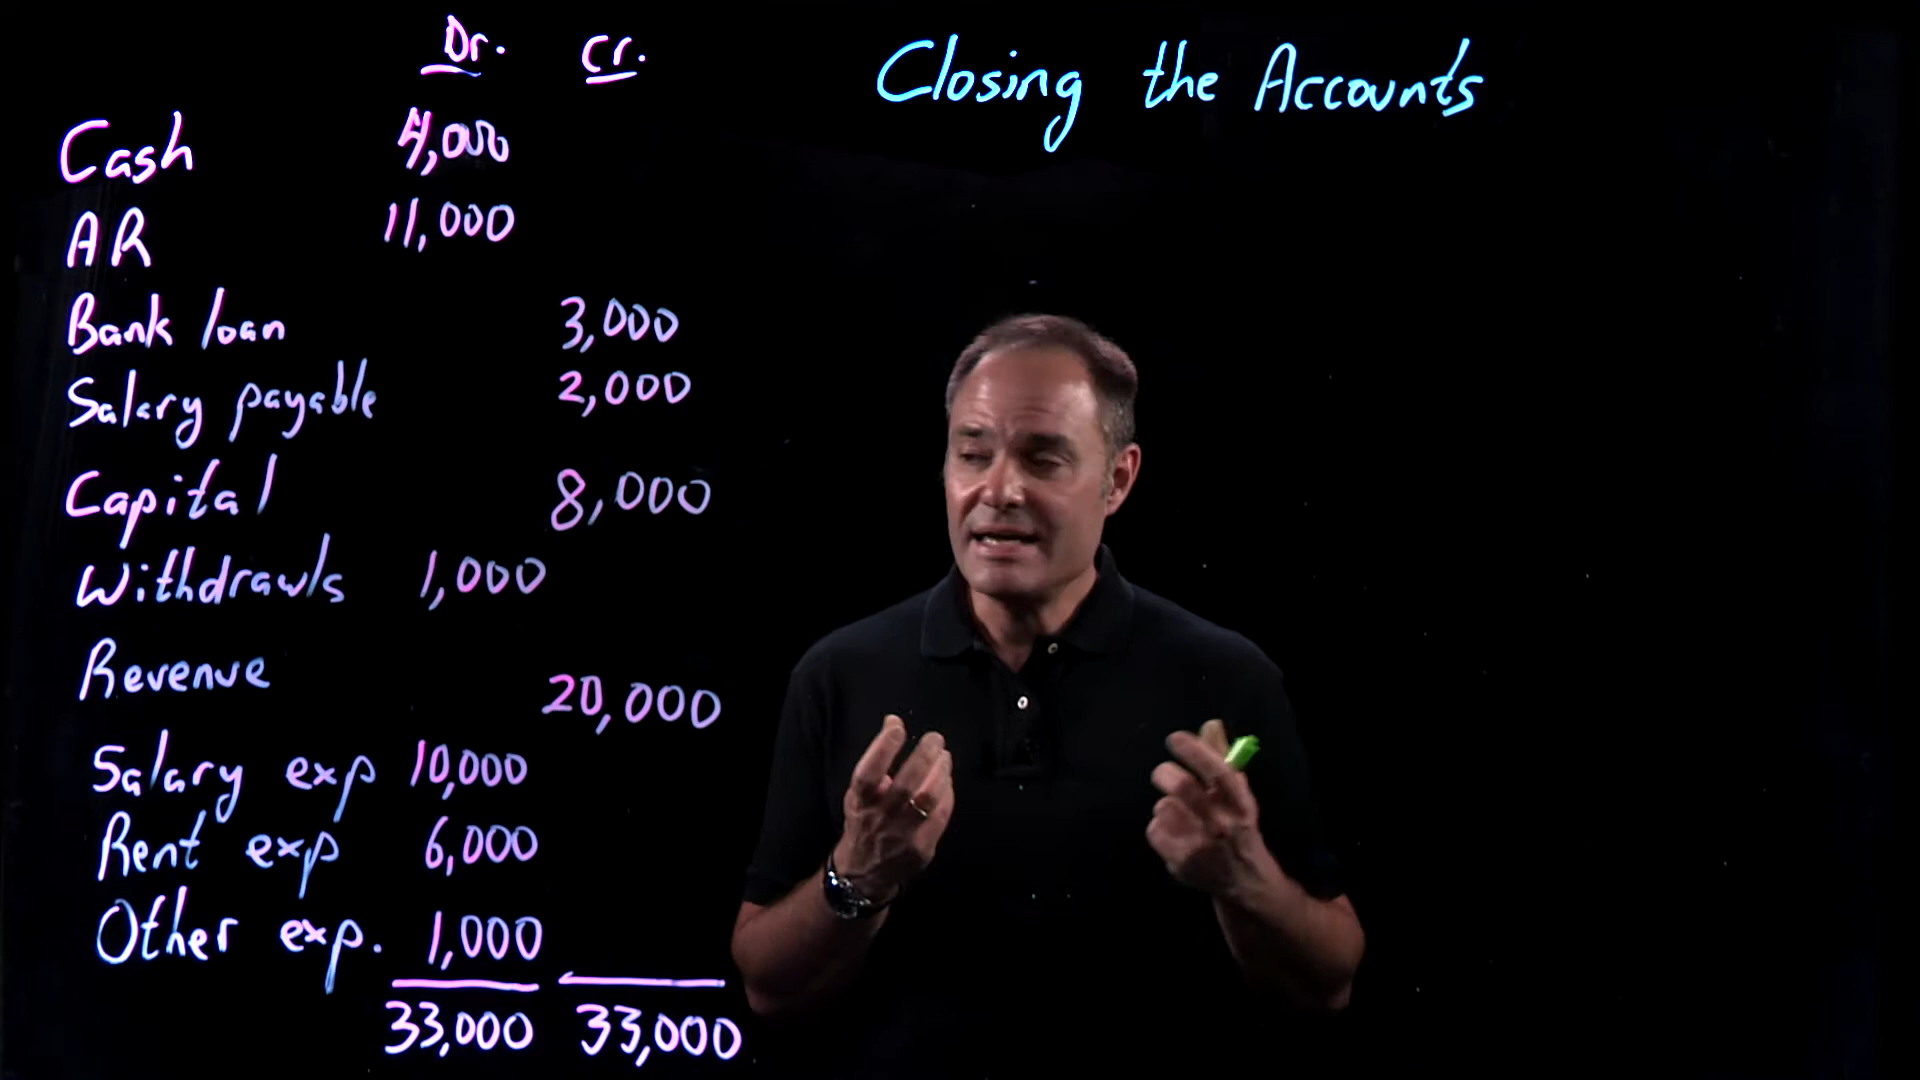 Dr. Cr.
Closing the Accounts
Cash 4,000
AR 11,000
Bank loan 3,000
Salary payable 2,000
Capital 8,000
Withdrawls 1,000
Revenue 20,000
Salary exp 10,000
Rent exp 6,000
Other exp. 1,000
33,000 33,000